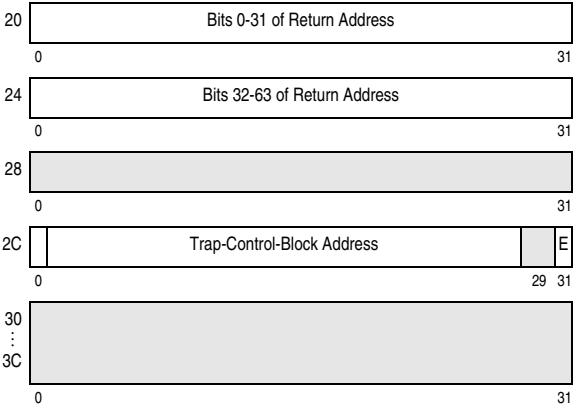 20 Bits 0-31 of Return Address
0 31
24 Bits 32-63 of Return Address
0 31
28
0 31
2C Trap-Control-Block Address E
0 29 31
30
⋮
3C
0 31